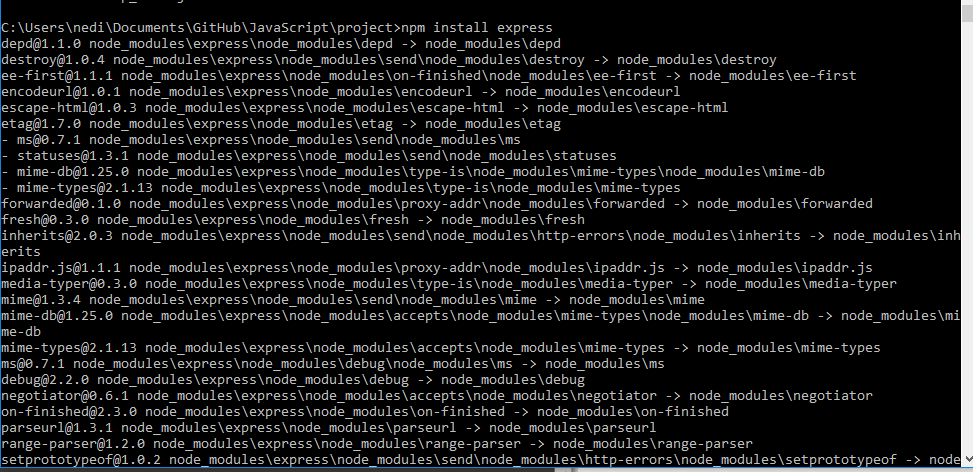 C:\Users\nedi\Documents\GitHub\JavaScript\project>npm install express
depd@1.1.0 node_modules\express\node_modules\depd -> node_modules\depd
destroy@1.0.4 node_modules\express\node_modules\send\node_modules\destroy -> node_modules\destroy
ee-first@1.1.1 node_modules\express\node_modules\on-finished\node_modules\ee-first -> node_modules\ee-first
encodeurl@1.0.1 node_modules\express\node_modules\encodeurl -> node_modules\encodeurl
escape-html@1.0.3 node_modules\express\node_modules\escape-html -> node_modules\escape-html
etag@1.7.0 node_modules\express\node_modules\etag -> node_modules\etag
- ms@0.7.1 node_modules\express\node_modules\send\node_modules\ms
- statuses@1.3.1 node_modules\express\node_modules\send\node_modules\statuses
- mime-db@1.25.0 node_modules\express\node_modules\type-is\node_modules\mime-types\node_modules\mime-db
- mime-types@2.1.13 node_modules\express\node_modules\type-is\node_modules\mime-types
forwarded@0.1.0 node_modules\express\node_modules\proxy-addr\node_modules\forwarded -> node_modules\forwarded
fresh@0.3.0 node_modules\express\node_modules\fresh -> node_modules\fresh
inherits@2.0.3 node_modules\express\node_modules\send\node_modules\http-errors\node_modules\inherits -> node_modules\inh
erits
ipaddr.js@1.1.1 node_modules\express\node_modules\proxy-addr\node_modules\ipaddr.js -> node_modules\ipaddr.js
media-typer@0.3.0 node_modules\express\node_modules\type-is\node_modules\media-typer -> node_modules\media-typer
mime@1.3.4 node_modules\express\node_modules\send\node_modules\mime -> node_modules\mime
mime-db@1.25.0 node_modules\express\node_modules\accepts\node_modules\mime-types\node_modules\mime-db -> node_modules\mi
me-db
mime-types@2.1.13 node_modules\express\node_modules\accepts\node_modules\mime-types -> node_modules\mime-types
ms@0.7.1 node_modules\express\node_modules\debug\node_modules\ms -> node_modules\ms
debug@2.2.0 node_modules\express\node_modules\debug -> node_modules\debug
negotiator@0.6.1 node_modules\express\node_modules\accepts\node_modules\negotiator -> node_modules\negotiator
on-finished@2.3.0 node_modules\express\node_modules\on-finished -> node_modules\on-finished
parseurl@1.3.1 node_modules\express\node_modules\parseurl -> node_modules\parseurl
range-parser@1.2.0 node_modules\express\node_modules\range-parser -> node_modules\range-parser
setprototypeof@1.0.2 node_modules\express\node_modules\send\node_modules\http-errors\node_modules\setprototypeof -> node